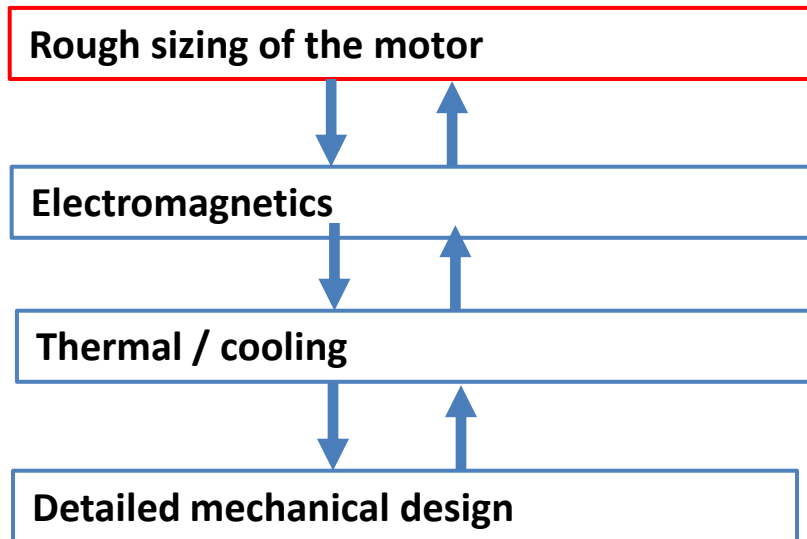 Rough sizing of the motor
Electromagnetics
Thermal / cooling
Detailed mechanical design